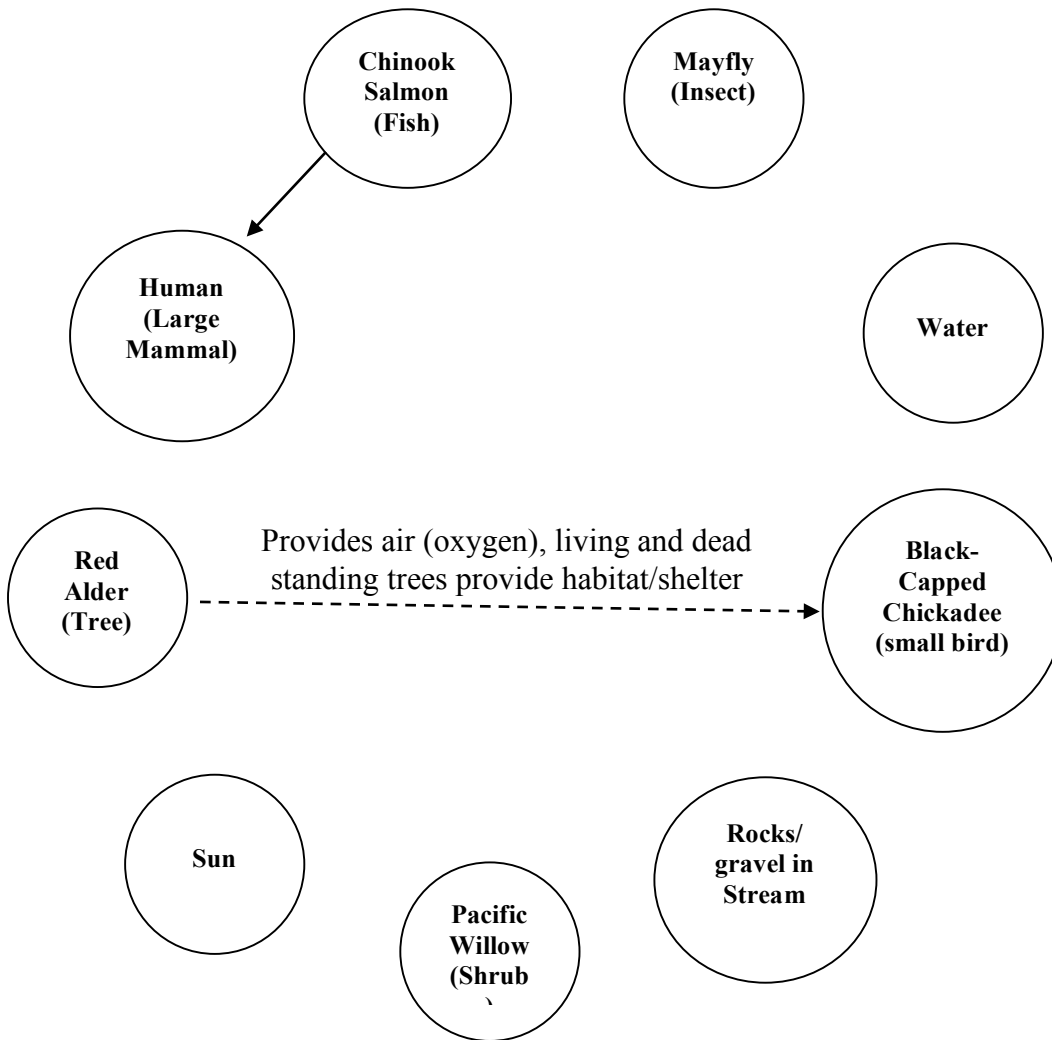 Chinook
Salmon
(Fish)
Mayfly
(Insect)
Human
(Large
Mammal)
Water
Provides air (oxygen), living and dead
standing trees provide habitat/shelter
Red
Alder
(Tree)
Black-
Capped
Chickadee
(small bird)
Sun
Rocks/
gravel in
Stream
Pacific
Willow
(Shrub
)